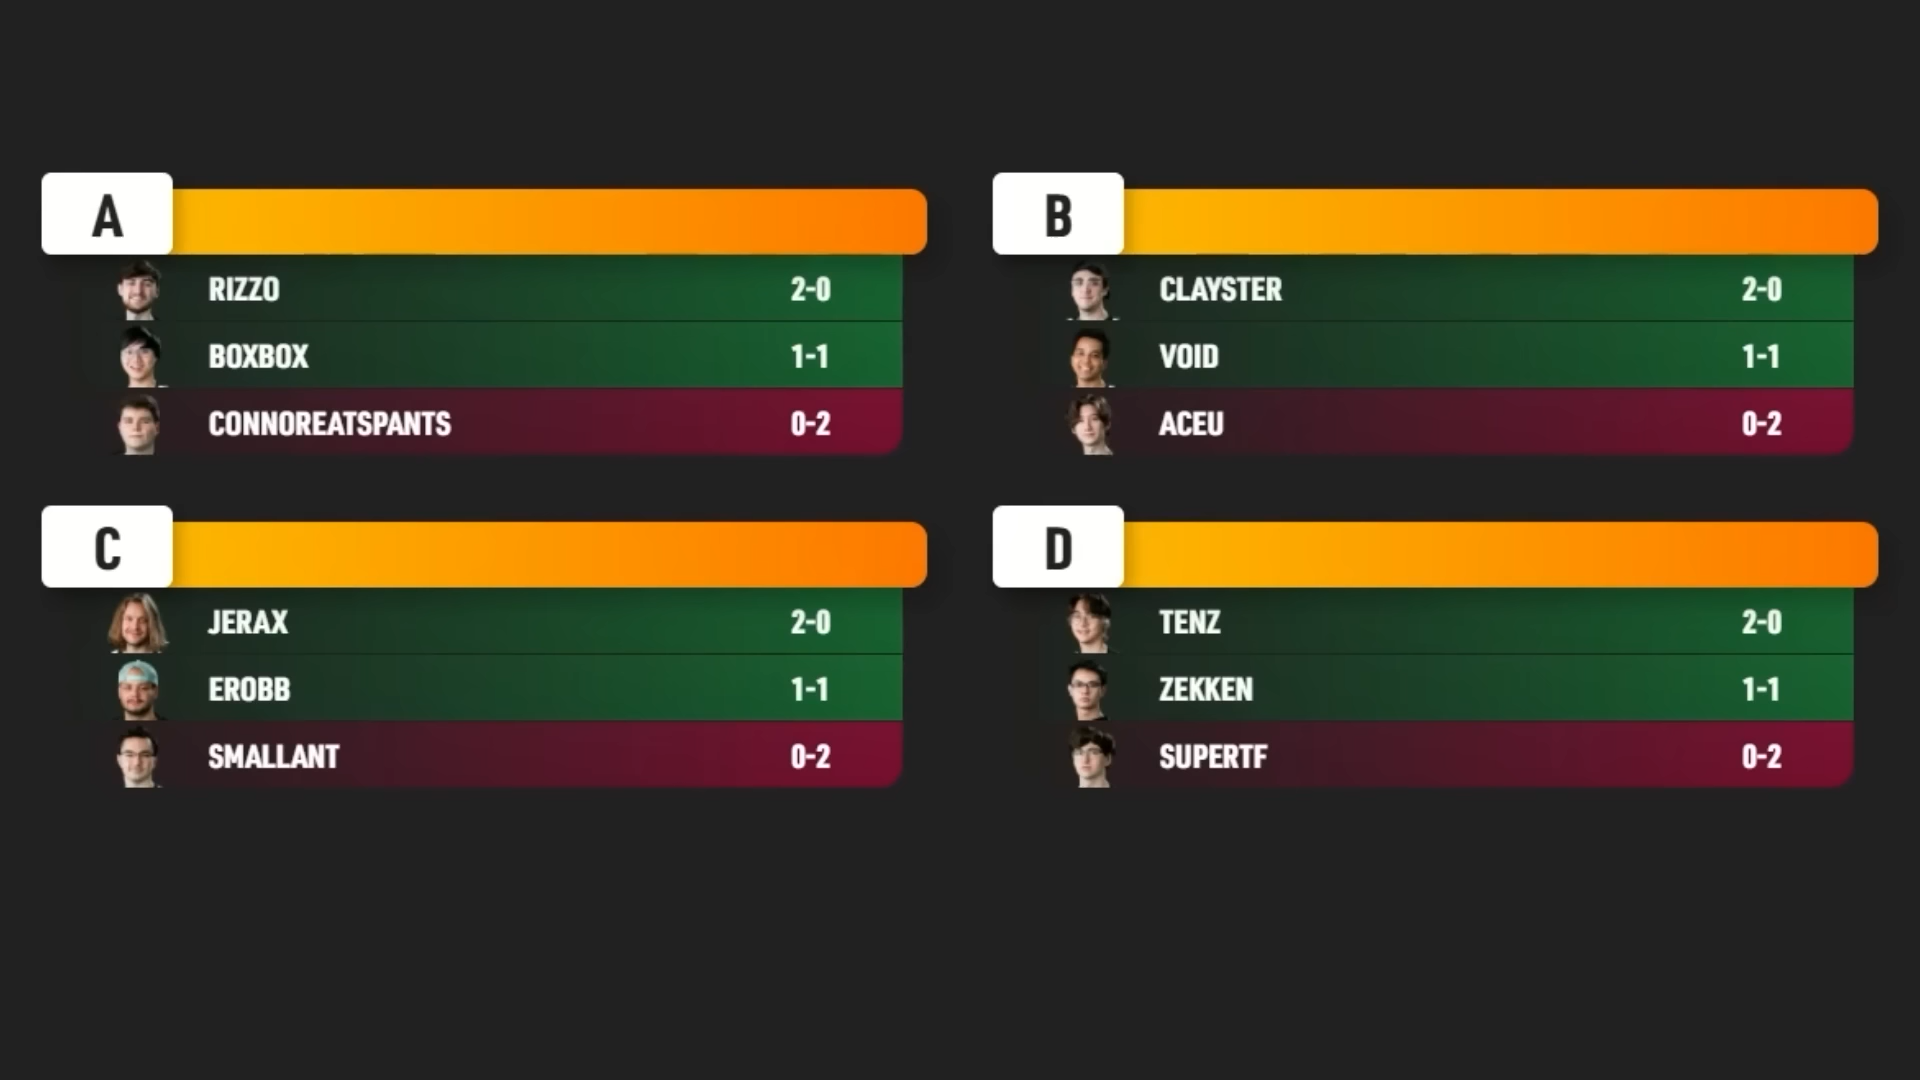 A
RIZZO 2-0
BOXBOX 1-1
CONNOREATSPANTS 0-2
B
CLAYSTER 2-0
VOID 1-1
ACEU 0-2
C
JERAX 2-0
EROBB 1-1
SMALLANT 0-2
D
TENZ 2-0
ZEKKEN 1-1
SUPERTF 0-2